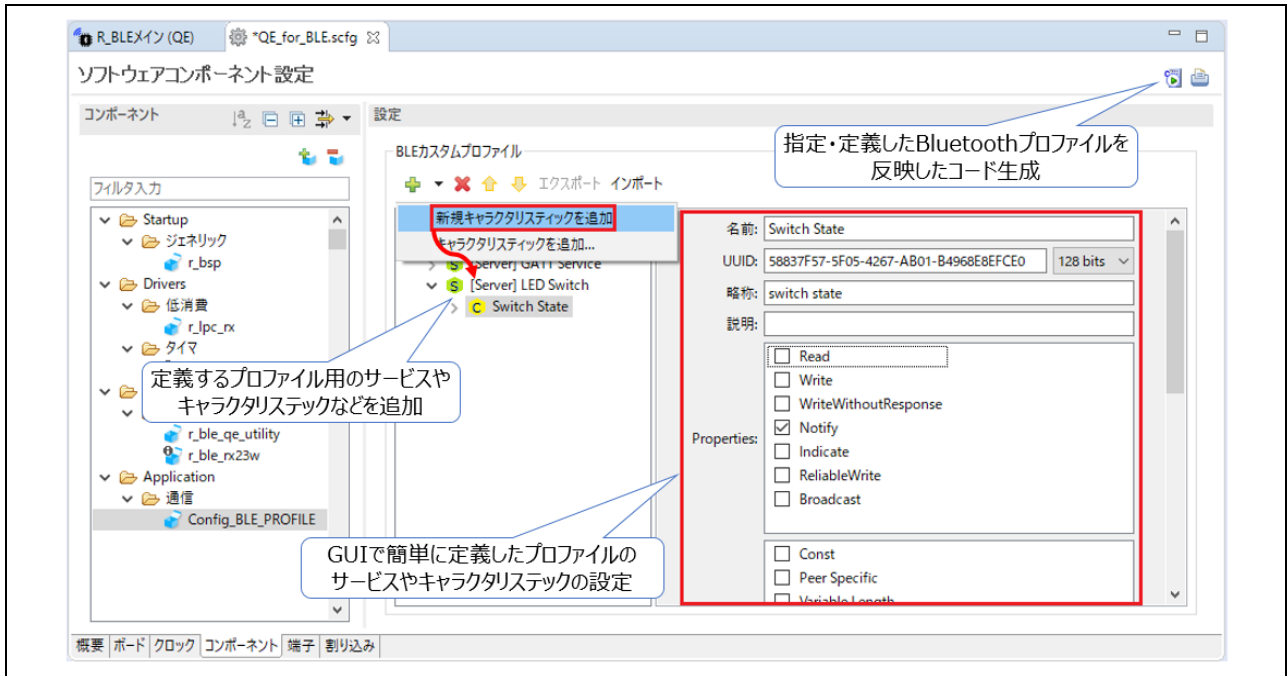 R_BLEメイン (QE)
*QE_for_BLE.scfg
ソフトウェアコンポーネント設定
コンポーネント
設定
指定・定義したBluetoothプロファイルを
反映したコード生成
BLEカスタムプロファイル
エクスポート インポート
フィルタ入力
新規キャラクタリスティックを追加
キャラクタリスティックを追加...
[Server] GATT Service
[Server] LED Switch
C Switch State
Startup
ジェネリック
r_bsp
Drivers
低消費
r_lpc_rx
タイマ
定義するプロファイル用のサービスや
キャラクタリステックなどを追加
r_ble_qe_utility
r_ble_rx23w
Application
通信
Config_BLE_PROFILE
名前: Switch State
UUID: 58837F57-5F05-4267-AB01-B4968E8EFCE0 128 bits
略称: switch state
説明:
Properties:
Read
Write
WriteWithoutResponse
Notify
Indicate
ReliableWrite
Broadcast
GUIで簡単に定義したプロファイルの
サービスやキャラクタリステックの設定
Const
Peer Specific
Variable Length
概要 ボード クロック コンポーネント 端子 割り込み